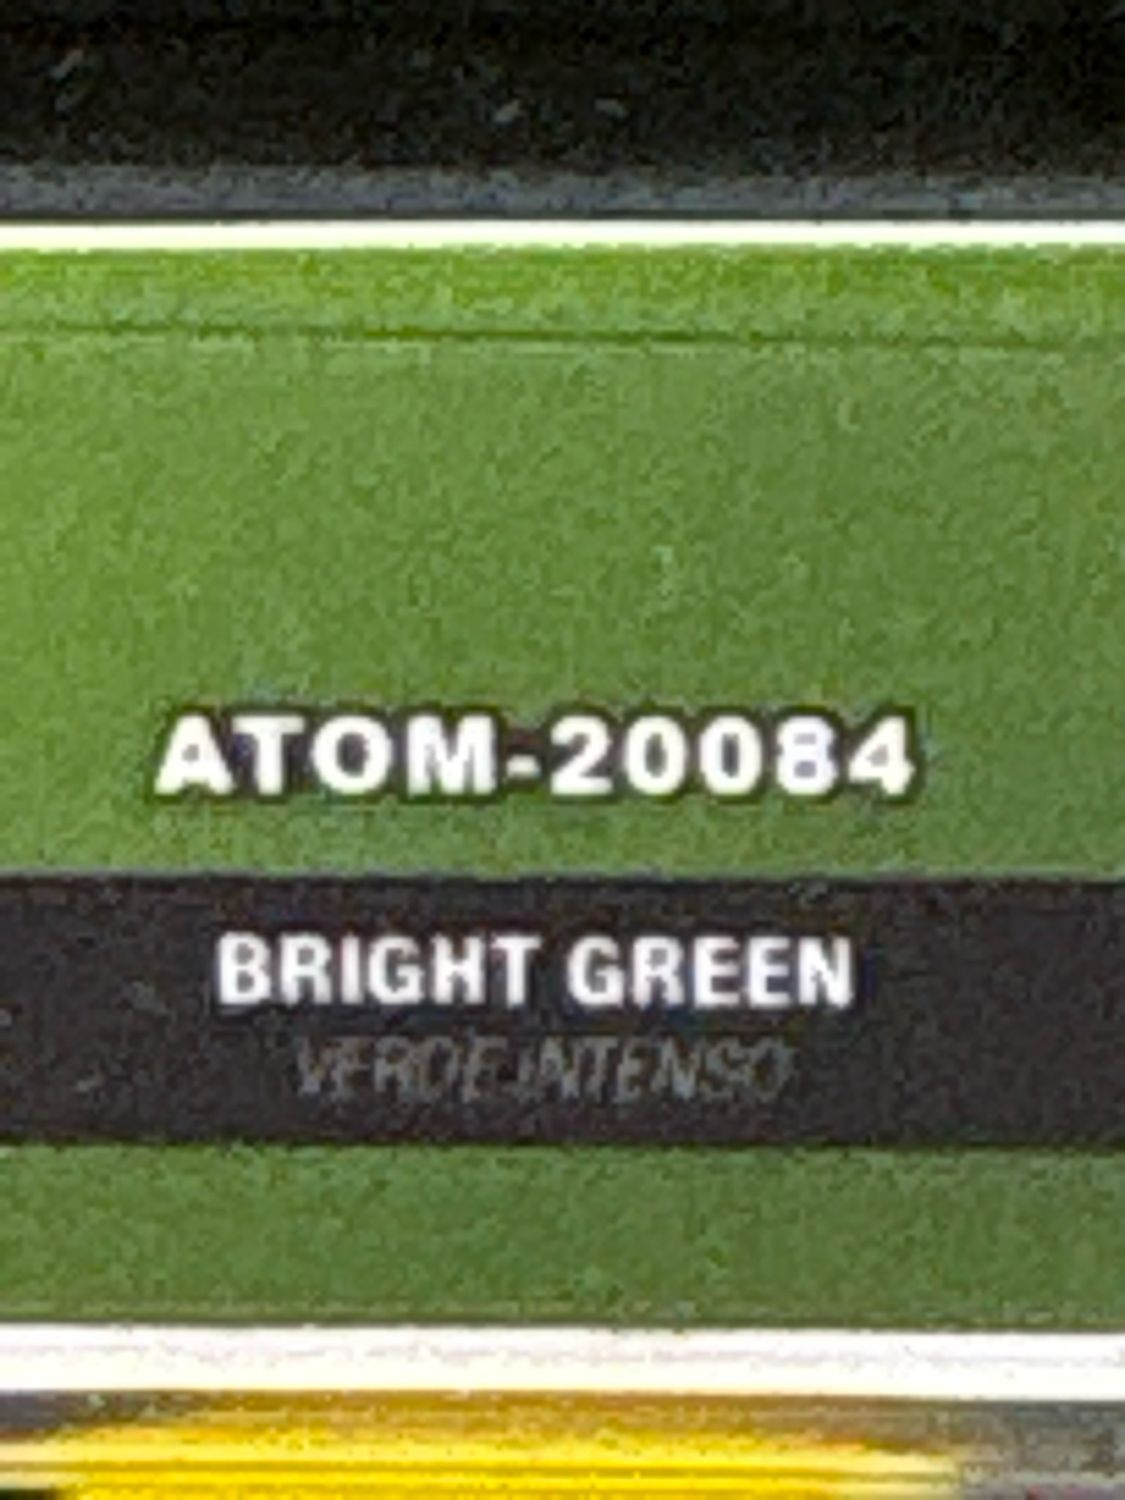 ATOM-20084
BRIGHT GREEN
VERDE INTENSO